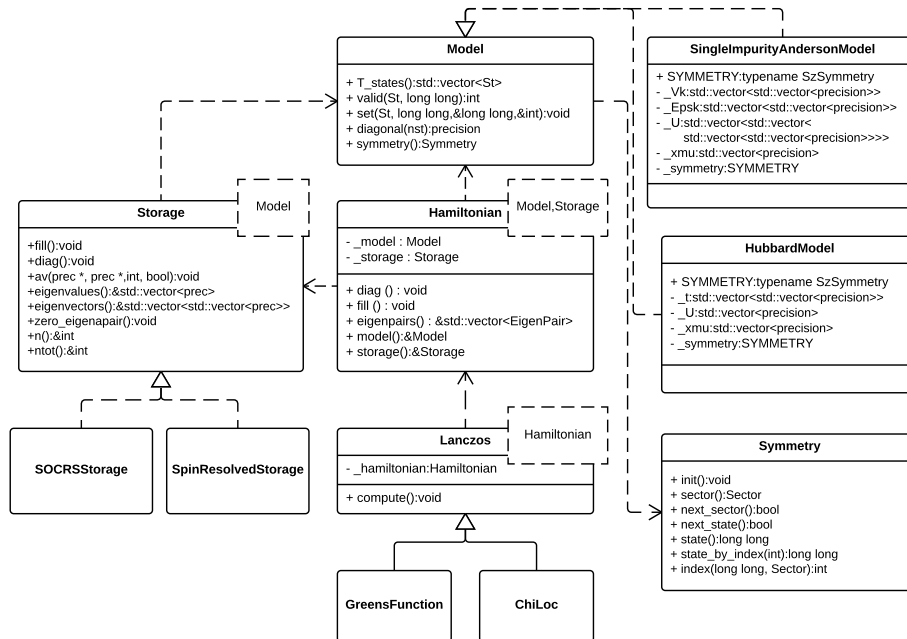 Model
+ T_states():std::vector<St>
+ valid(St, long long):int
+ set(St, long long,&long long,&int):void
+ diagonal(nst):precision
+ symmetry():Symmetry
SingleImpurityAndersonModel
+ SYMMETRY:typename SzSymmetry
- _Vk:std::vector<std::vector<precision>>
- _Epsk:std::vector<std::vector<precision>>
- _U:std::vector<std::vector<
std::vector<std::vector<precision>>>>
- _xmu:std::vector<precision>
- _symmetry:SYMMETRY
Storage
Model
+fill():void
+diag():void
+av(prec *, prec *,int, bool):void
+eigenvalues():&std::vector<prec>
+eigenvectors():&std::vector<std::vector<prec>>
+zero_eigenapair():void
+n():&int
+ntot():&int
Hamiltonian
Model,Storage
- _model : Model
- _storage : Storage
+ diag () : void
+ fill () : void
+ eigenpairs() : &std::vector<EigenPair>
+ model():&Model
+ storage():&Storage
HubbardModel
+ SYMMETRY:typename SzSymmetry
- _t:std::vector<std::vector<precision>>
- _U:std::vector<precision>
- _xmu:std::vector<precision>
- _symmetry:SYMMETRY
SOCRSStorage
SpinResolvedStorage
Lanczos
Hamiltonian
- _hamiltonian:Hamiltonian
+ compute():void
Symmetry
+ init():void
+ sector():Sector
+ next_sector():bool
+ next_state():bool
+ state():long long
+ state_by_index(int):long long
+ index(long long, Sector):int
GreensFunction
ChiLoc